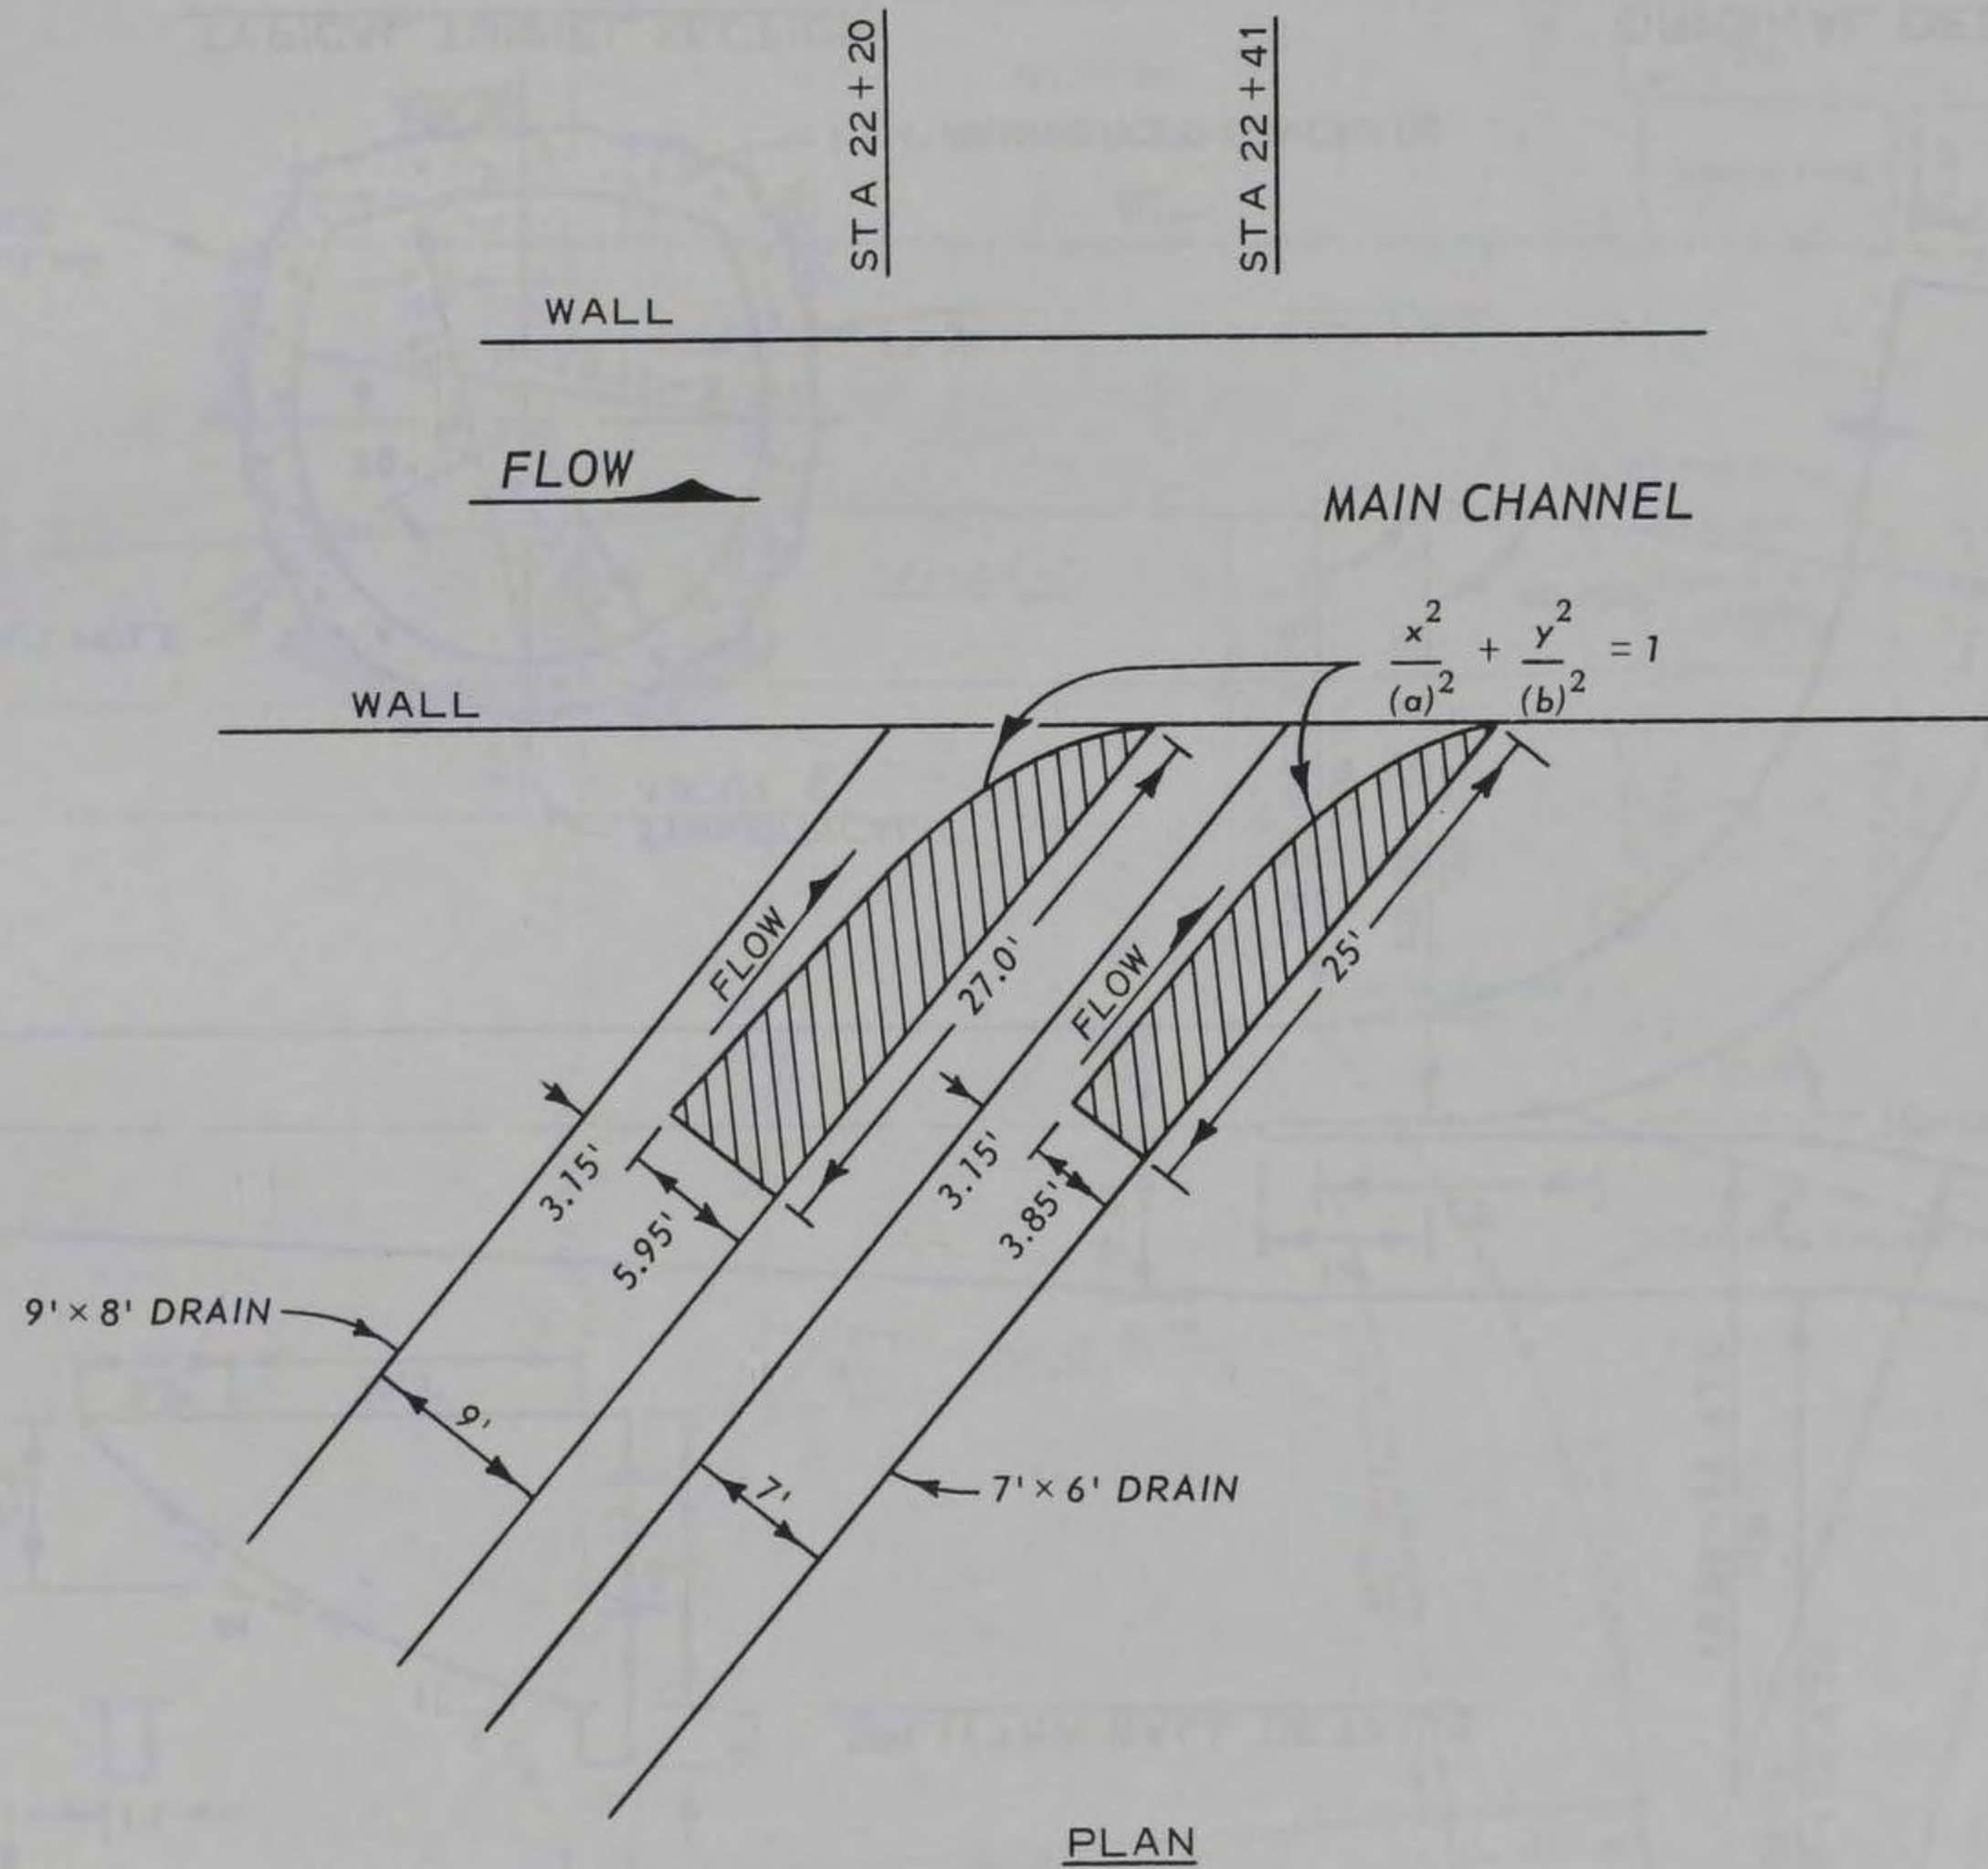 STA 22+20
STA 22+41
WALL
FLOW
MAIN CHANNEL
x² / (a)² + y² / (b)² = 1
WALL
FLOW
27.0'
FLOW
25'
3.15'
5.95'
3.15'
3.85'
9'×8' DRAIN
9'
7'
7'×6' DRAIN
PLAN